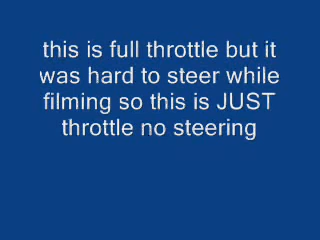 this is full throttle but it
was hard to steer while
filming so this is JUST
throttle no steering